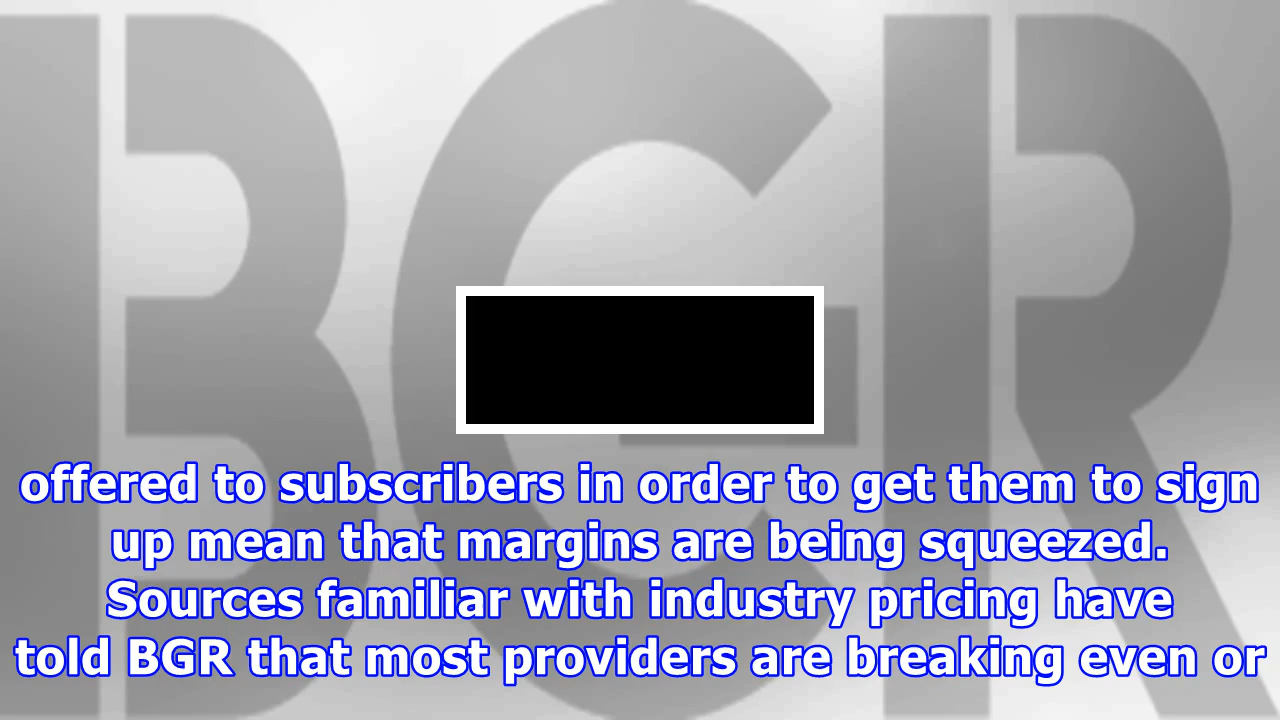 BGR
offered to subscribers in order to get them to sign
up mean that margins are being squeezed.
Sources familiar with industry pricing have
told BGR that most providers are breaking even or